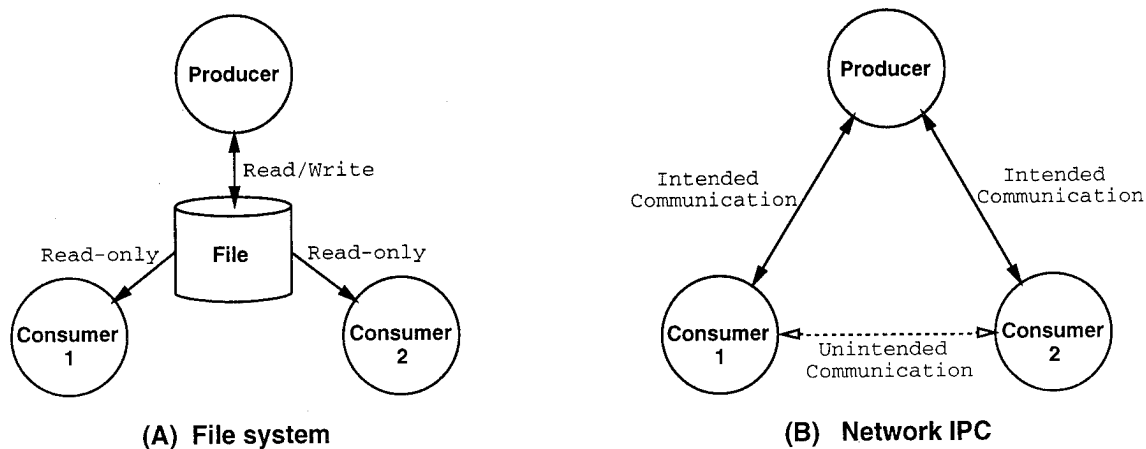 Producer
Read/Write
File
Read-only
Read-only
Consumer
1
Consumer
2
(A) File system
Producer
Intended
Communication
Intended
Communication
Consumer
1
Unintended
Communication
Consumer
2
(B) Network IPC